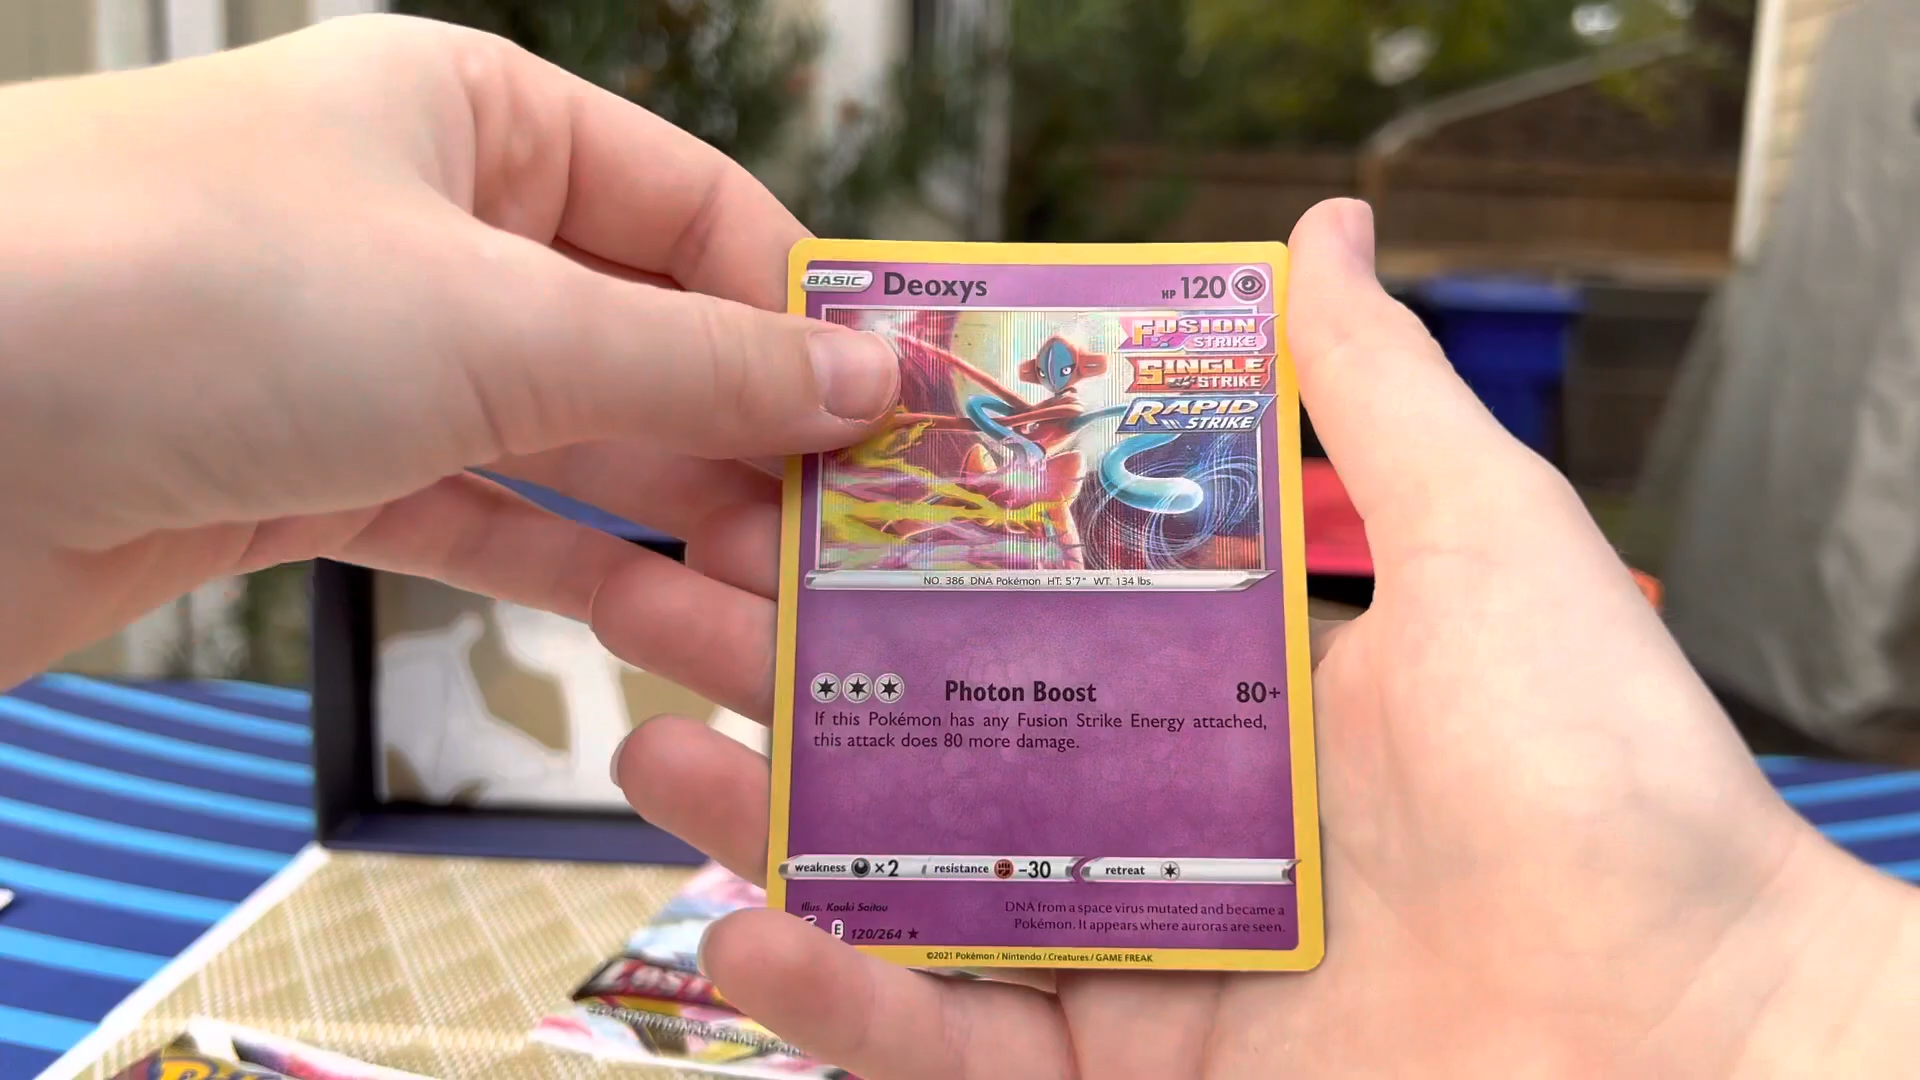 BASIC Deoxys HP 120
FUSION
STRIKE
SINGLE
STRIKE
RAPID
STRIKE
NO. 386 DNA Pokémon HT: 5'7" WT: 134 lbs.
Photon Boost 80+
If this Pokémon has any Fusion Strike Energy attached,
this attack does 80 more damage.
weakness ×2 resistance -30 retreat
Illus. Kouki Saitou
DNA from a space virus mutated and became a
Pokémon. It appears where auroras are seen.
E 120/264 ★
©2021 Pokémon / Nintendo / Creatures / GAME FREAK